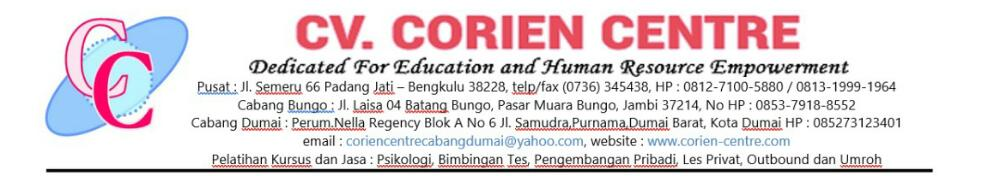 CC
CV. CORIEN CENTRE
Dedicated For Education and Human Resource Empowerment
Pusat : Jl. Semeru 66 Padang Jati – Bengkulu 38228, telp/fax (0736) 345438, HP : 0812-7100-5880 / 0813-1999-1964
Cabang Bungo : Jl. Laisa 04 Batang Bungo, Pasar Muara Bungo, Jambi 37214, No HP : 0853-7918-8552
Cabang Dumai : Perum.Nella Regency Blok A No 6 Jl. Samudra,Purnama,Dumai Barat, Kota Dumai HP : 085273123401
email : coriencentrecabangdumai@yahoo.com, website : www.corien-centre.com
Pelatihan Kursus dan Jasa : Psikologi, Bimbingan Tes, Pengembangan Pribadi, Les Privat, Outbound dan Umroh